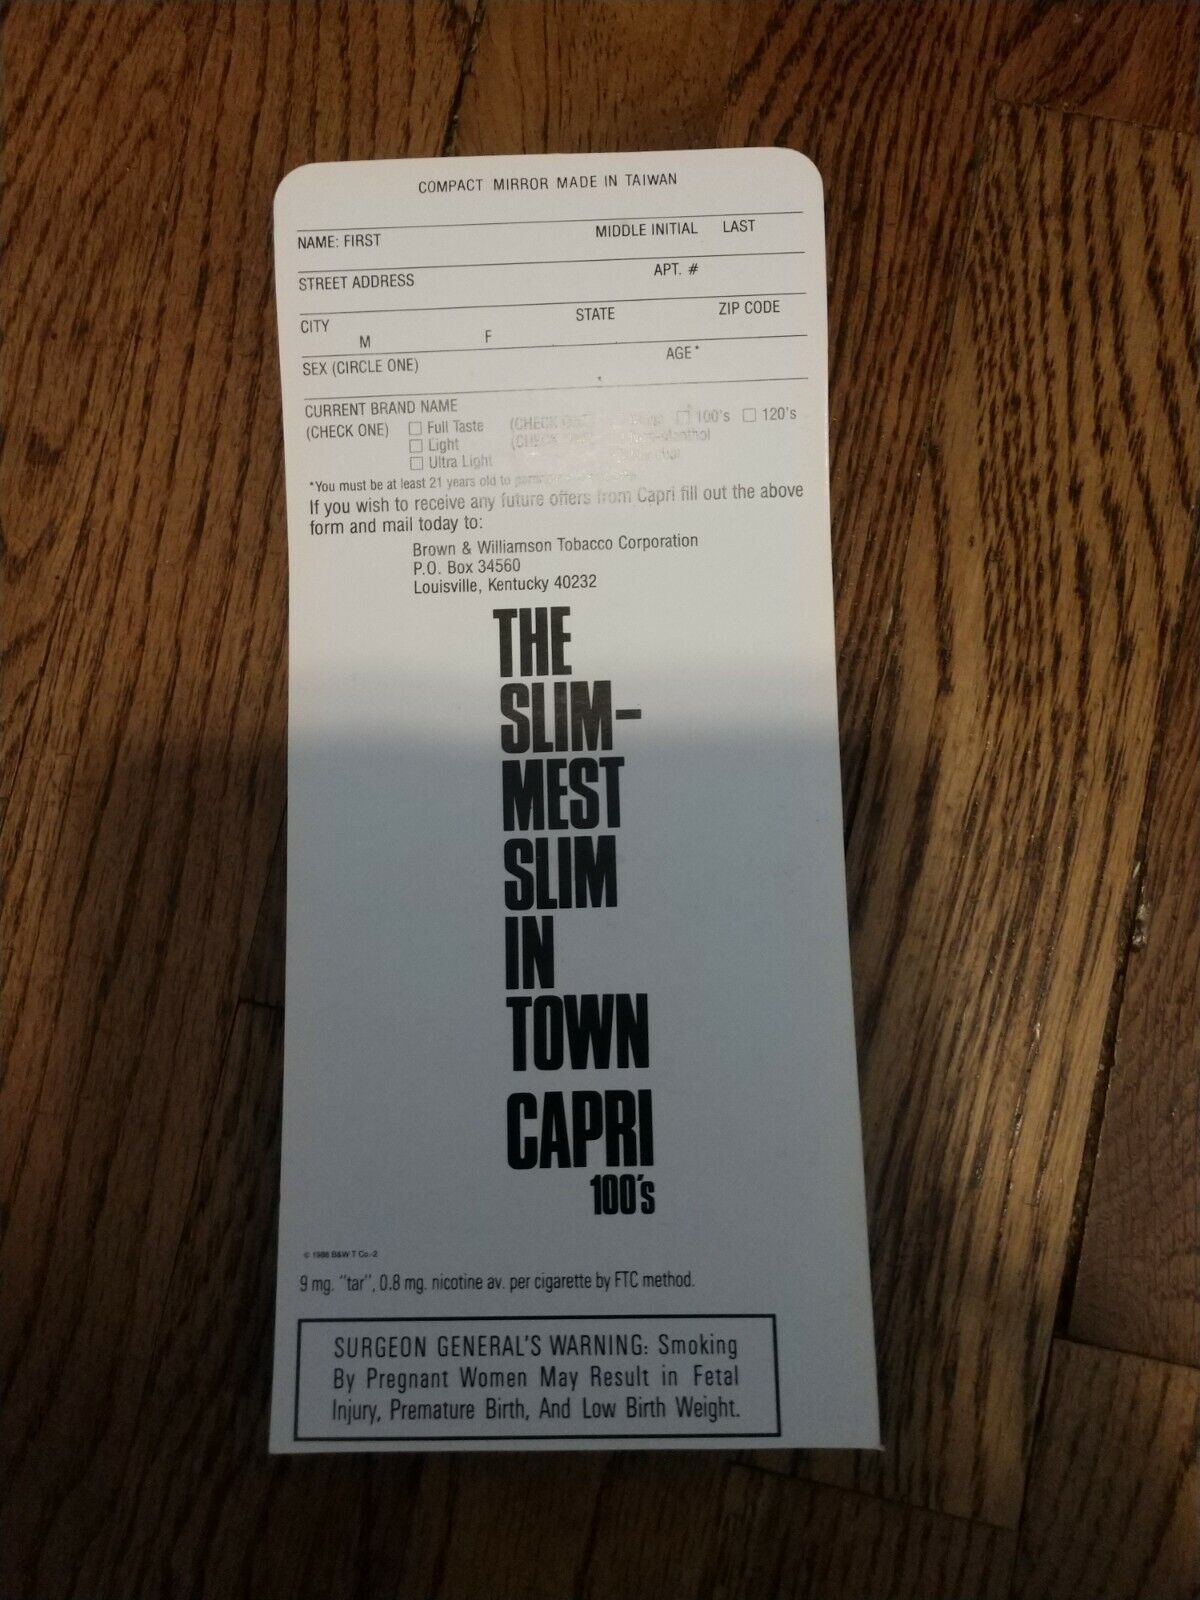 COMPACT MIRROR MADE IN TAIWAN
NAME: FIRST MIDDLE INITIAL LAST
STREET ADDRESS APT. #
CITY STATE ZIP CODE
M F
SEX (CIRCLE ONE) AGE*
CURRENT BRAND NAME
(CHECK ONE) Full Taste (CHECK 100's 120's
Light
Ultra Light
*You must be at least 21 years old to
If you wish to receive any future offers from Capri fill out the above
form and mail today to:
Brown & Williamson Tobacco Corporation
P.O. Box 34560
Louisville, Kentucky 40232
THE
SLIM-
MEST
SLIM
IN
TOWN
CAPRI
100's
© B&W T Co.-2
9 mg. "tar", 0.8 mg. nicotine av. per cigarette by FTC method.
SURGEON GENERAL'S WARNING: Smoking
By Pregnant Women May Result in Fetal
Injury, Premature Birth, And Low Birth Weight.